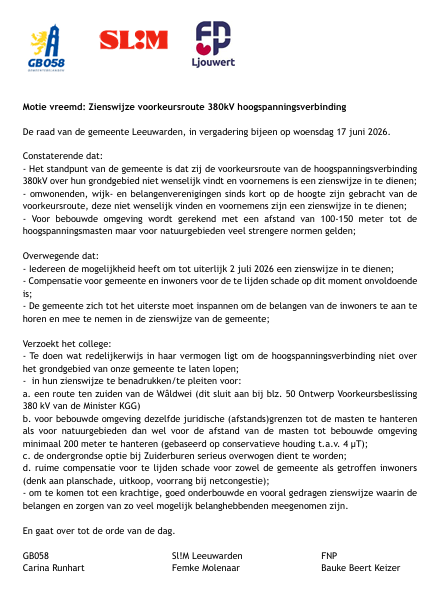 GB058
GEMEENTEBELANGEN
SL!M
FNP
Ljouwert
Motie vreemd: Zienswijze voorkeursroute 380kV hoogspanningsverbinding
De raad van de gemeente Leeuwarden, in vergadering bijeen op woensdag 17 juni 2026.
Constaterende dat:
- Het standpunt van de gemeente is dat zij de voorkeursroute van de hoogspanningsverbinding
380kV over hun grondgebied niet wenselijk vindt en voornemens is een zienswijze in te dienen;
- omwonenden, wijk- en belangenverenigingen sinds kort op de hoogte zijn gebracht van de
voorkeursroute, deze niet wenselijk vinden en voornemens zijn een zienswijze in te dienen;
- Voor bebouwde omgeving wordt gerekend met een afstand van 100-150 meter tot de
hoogspanningsmasten maar voor natuurgebieden veel strengere normen gelden;
Overwegende dat:
- Iedereen de mogelijkheid heeft om tot uiterlijk 2 juli 2026 een zienswijze in te dienen;
- Compensatie voor gemeente en inwoners voor de te lijden schade op dit moment onvoldoende
is;
- De gemeente zich tot het uiterste moet inspannen om de belangen van de inwoners te aan te
horen en mee te nemen in de zienswijze van de gemeente;
Verzoekt het college:
- Te doen wat redelijkerwijs in haar vermogen ligt om de hoogspanningsverbinding niet over
het grondgebied van onze gemeente te laten lopen;
- in hun zienswijze te benadrukken/te pleiten voor:
a. een route ten zuiden van de Wâldwei (dit sluit aan bij blz. 50 Ontwerp Voorkeursbeslissing
380 kV van de Minister KGG)
b. voor bebouwde omgeving dezelfde juridische (afstands)grenzen tot de masten te hanteren
als voor natuurgebieden dan wel voor de afstand van de masten tot bebouwde omgeving
minimaal 200 meter te hanteren (gebaseerd op conservatieve houding t.a.v. 4 µT);
c. de ondergrondse optie bij Zuiderburen serieus overwogen dient te worden;
d. ruime compensatie voor te lijden schade voor zowel de gemeente als getroffen inwoners
(denk aan planschade, uitkoop, voorrang bij netcongestie);
- om te komen tot een krachtige, goed onderbouwde en vooral gedragen zienswijze waarin de
belangen en zorgen van zo veel mogelijk belanghebbenden meegenomen zijn.
En gaat over tot de orde van de dag.
GB058 Sl!M Leeuwarden FNP
Carina Runhart Femke Molenaar Bauke Beert Keizer